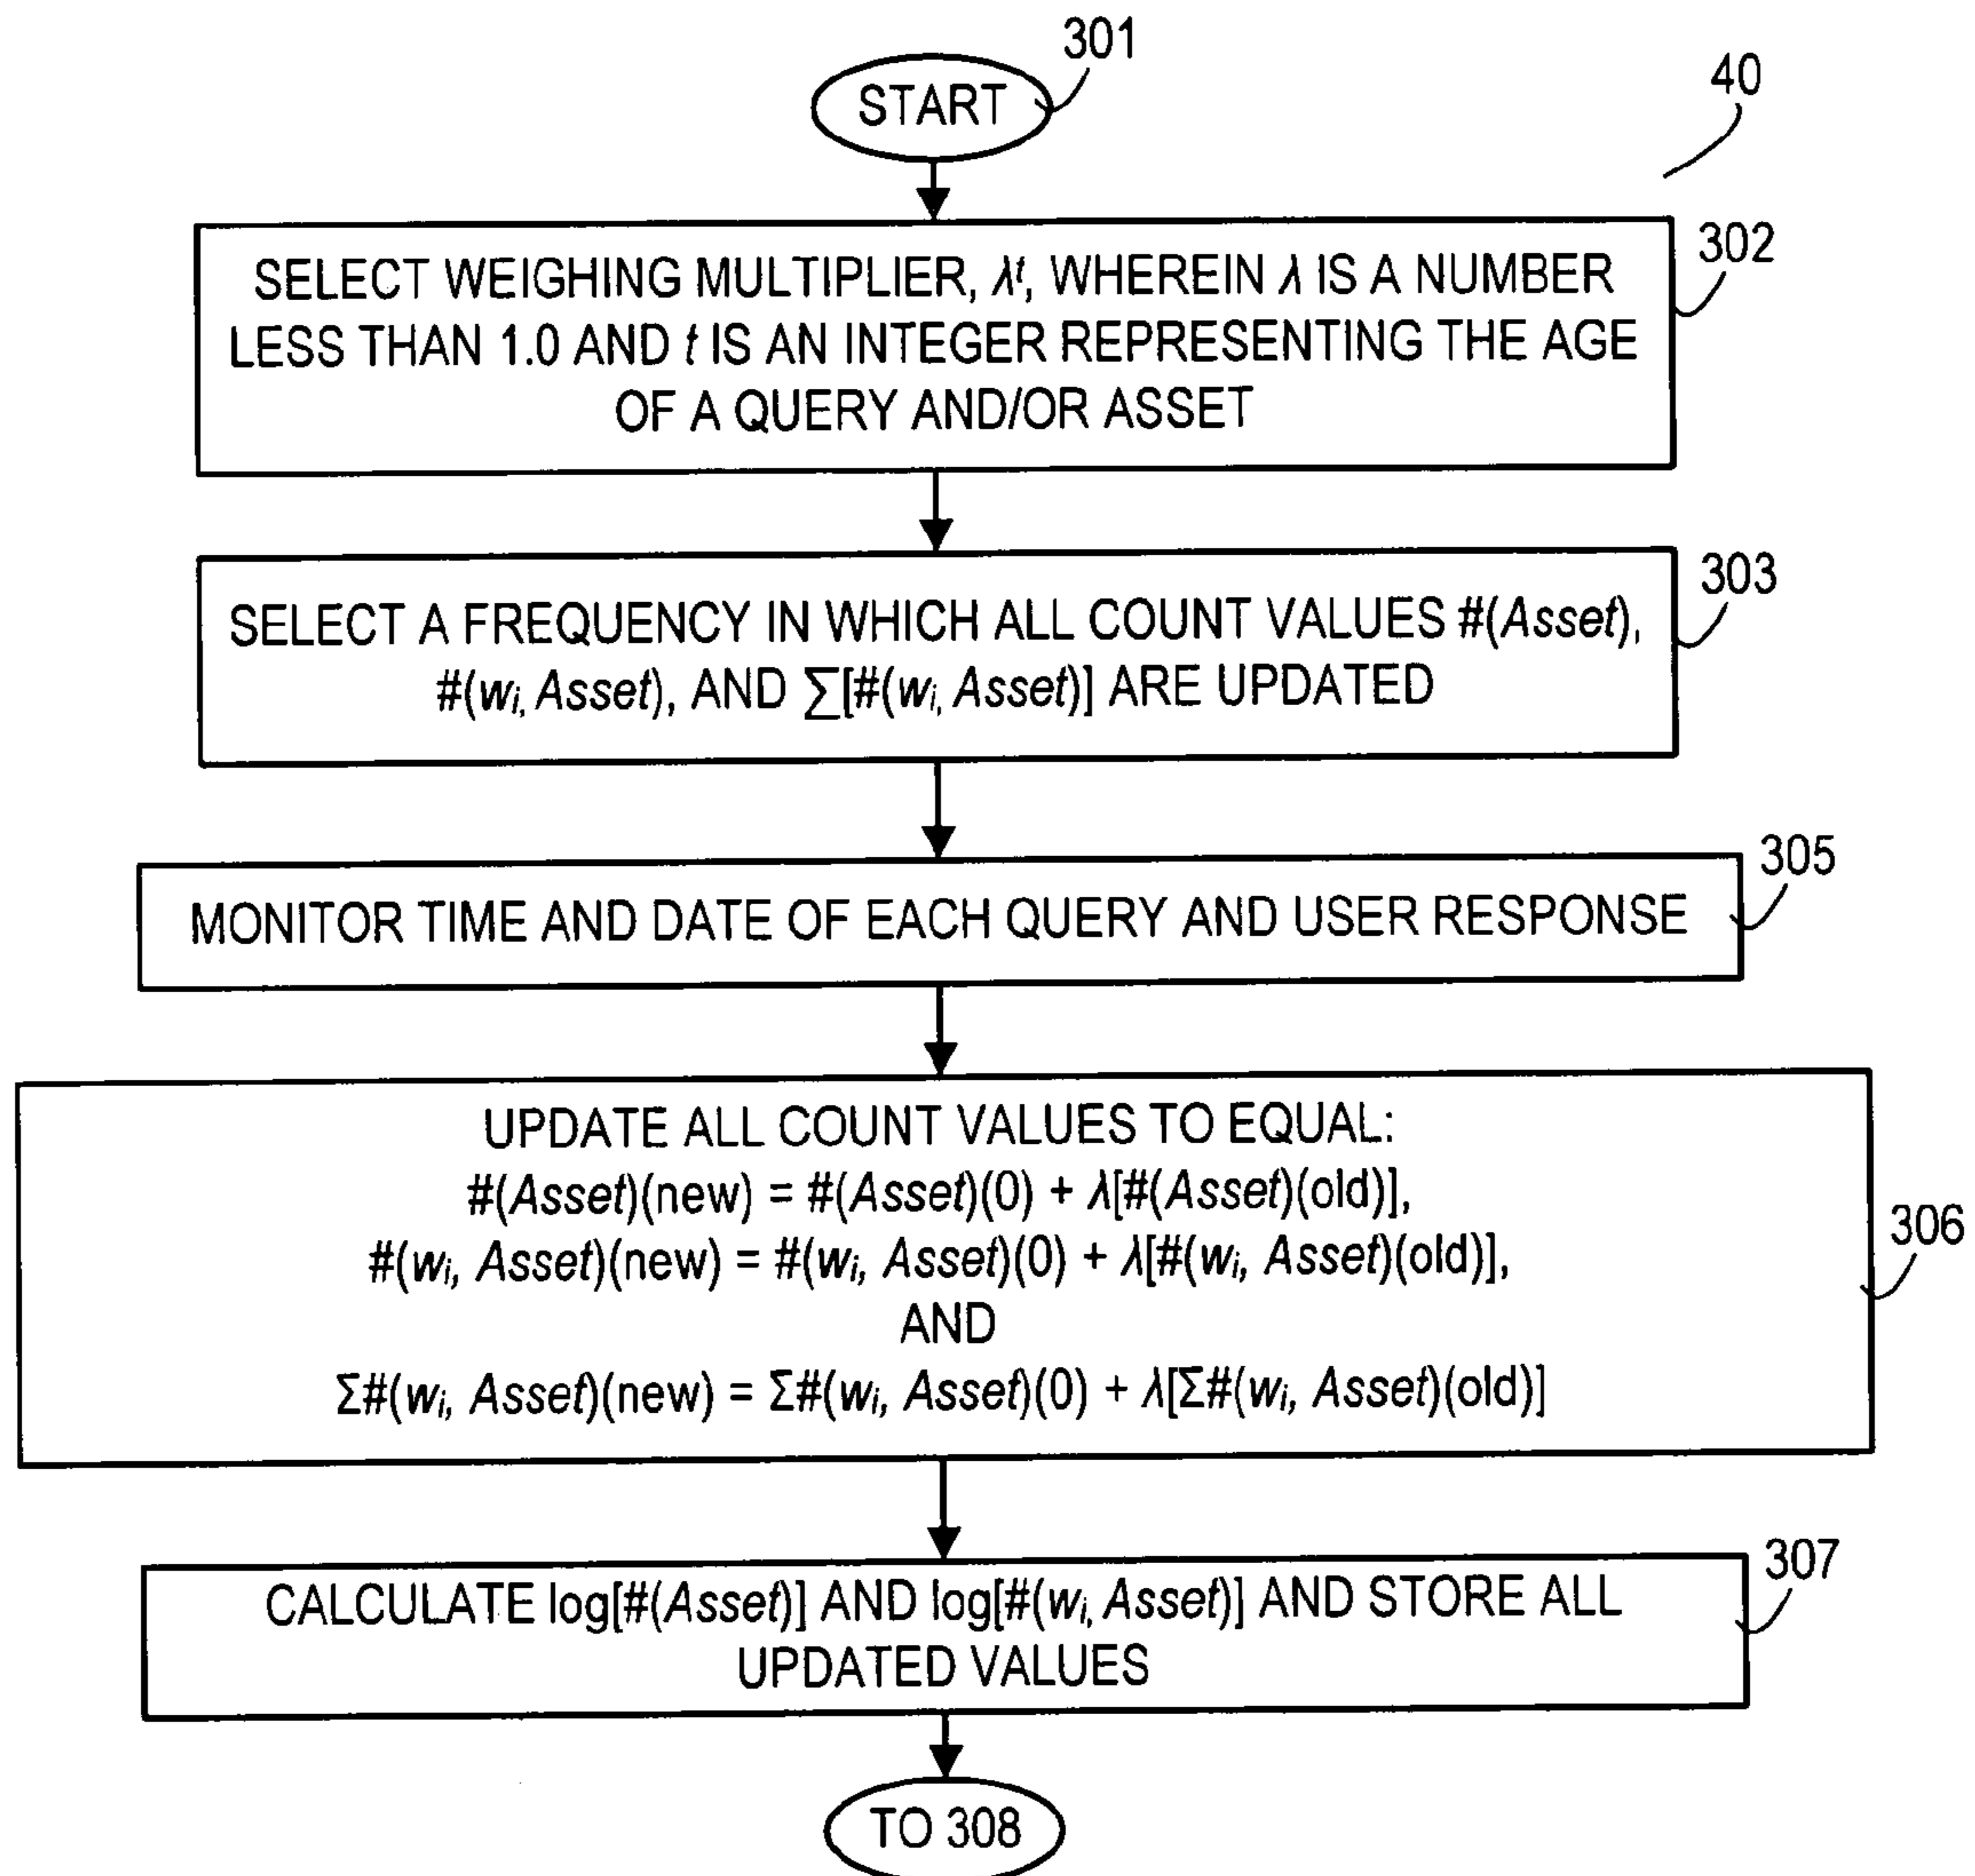 301
START
40
302
SELECT WEIGHING MULTIPLIER, λᵗ, WHEREIN λ IS A NUMBER
LESS THAN 1.0 AND t IS AN INTEGER REPRESENTING THE AGE
OF A QUERY AND/OR ASSET
303
SELECT A FREQUENCY IN WHICH ALL COUNT VALUES #(Asset),
#(wᵢ, Asset), AND ∑[#(wᵢ, Asset)] ARE UPDATED
305
MONITOR TIME AND DATE OF EACH QUERY AND USER RESPONSE
UPDATE ALL COUNT VALUES TO EQUAL:
#(Asset)(new) = #(Asset)(0) + λ[#(Asset)(old)],
#(wᵢ, Asset)(new) = #(wᵢ, Asset)(0) + λ[#(wᵢ, Asset)(old)],
306
AND
Σ#(wᵢ, Asset)(new) = Σ#(wᵢ, Asset)(0) + λ[Σ#(wᵢ, Asset)(old)]
307
CALCULATE log[#(Asset)] AND log[#(wᵢ, Asset)] AND STORE ALL
UPDATED VALUES
TO 308